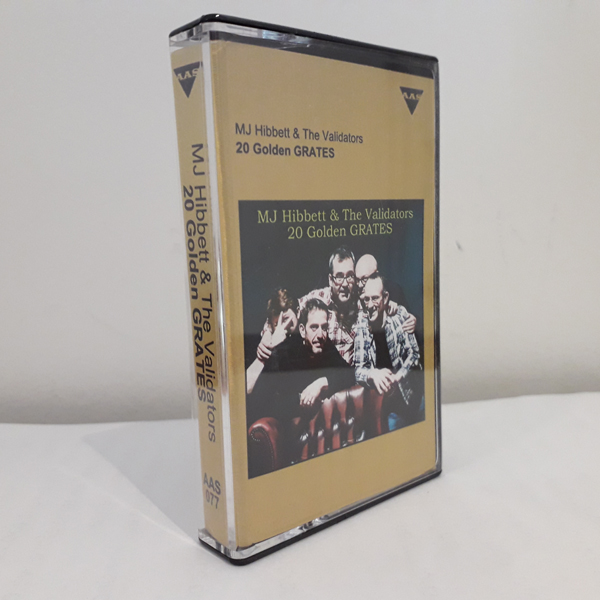 AAS
MJ Hibbett & The Validators
20 Golden GRATES
AAS
077
AAS
MJ Hibbett & The Validators
20 Golden GRATES
MJ Hibbett & The Validators
20 Golden GRATES